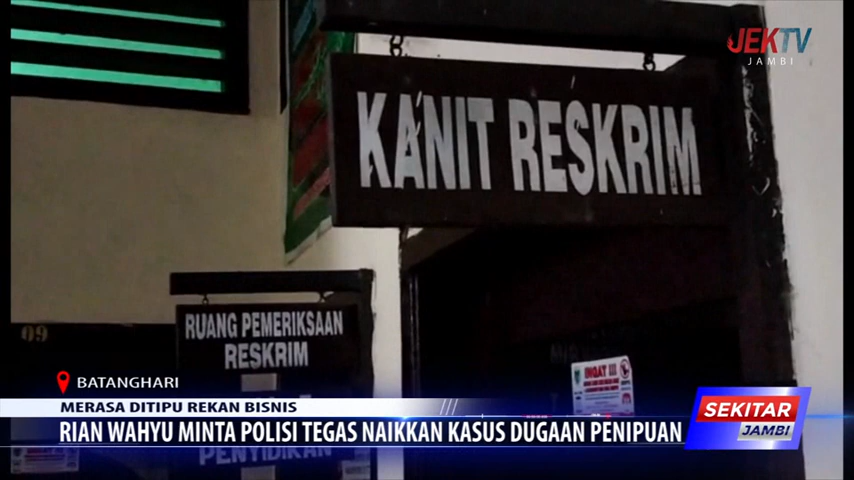 JEKTV
JAMBI
KANIT RESKRIM
09
RUANG PEMERIKSAAN
RESKRIM
INGAT !!!
BATANGHARI
MERASA DITIPU REKAN BISNIS
RIAN WAHYU MINTA POLISI TEGAS NAIKKAN KASUS DUGAAN PENIPUAN
SEKITAR
JAMBI
PENYIDIKAN